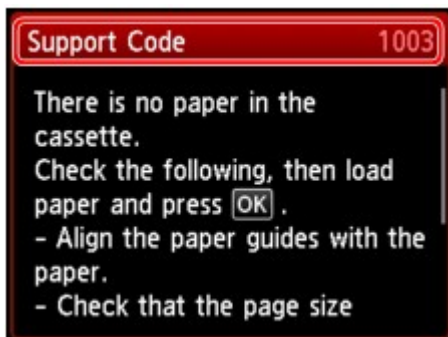 Support Code 1003
There is no paper in the
cassette.
Check the following, then load
paper and press OK .
- Align the paper guides with the
paper.
- Check that the page size